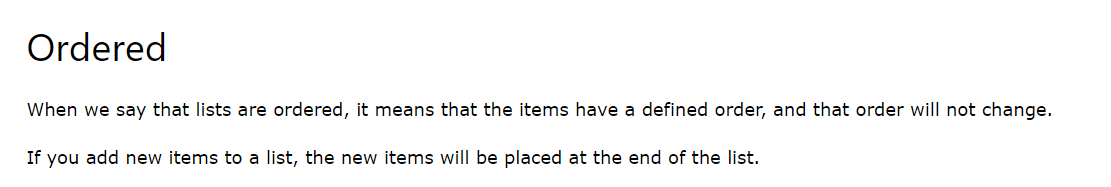 Ordered
When we say that lists are ordered, it means that the items have a defined order, and that order will not change.
If you add new items to a list, the new items will be placed at the end of the list.